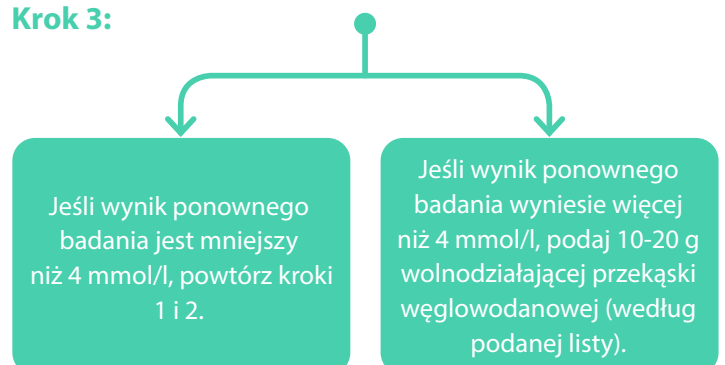 Krok 3:
Jeśli wynik ponownego
badania jest mniejszy
niż 4 mmol/l, powtórz kroki
1 i 2.
Jeśli wynik ponownego
badania wyniesie więcej
niż 4 mmol/l, podaj 10-20 g
wolnodziałającej przekąski
węglowodanowej (według
podanej listy).